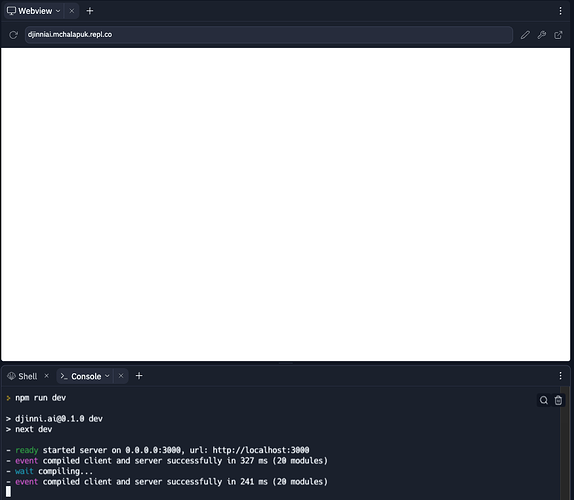 Webview
djinniai.mchalapuk.repl.co
Shell
Console
npm run dev
> djinni.ai@0.1.0 dev
> next dev
- ready started server on 0.0.0.0:3000, url: http://localhost:3000
- event compiled client and server successfully in 327 ms (20 modules)
- wait compiling...
- event compiled client and server successfully in 241 ms (20 modules)